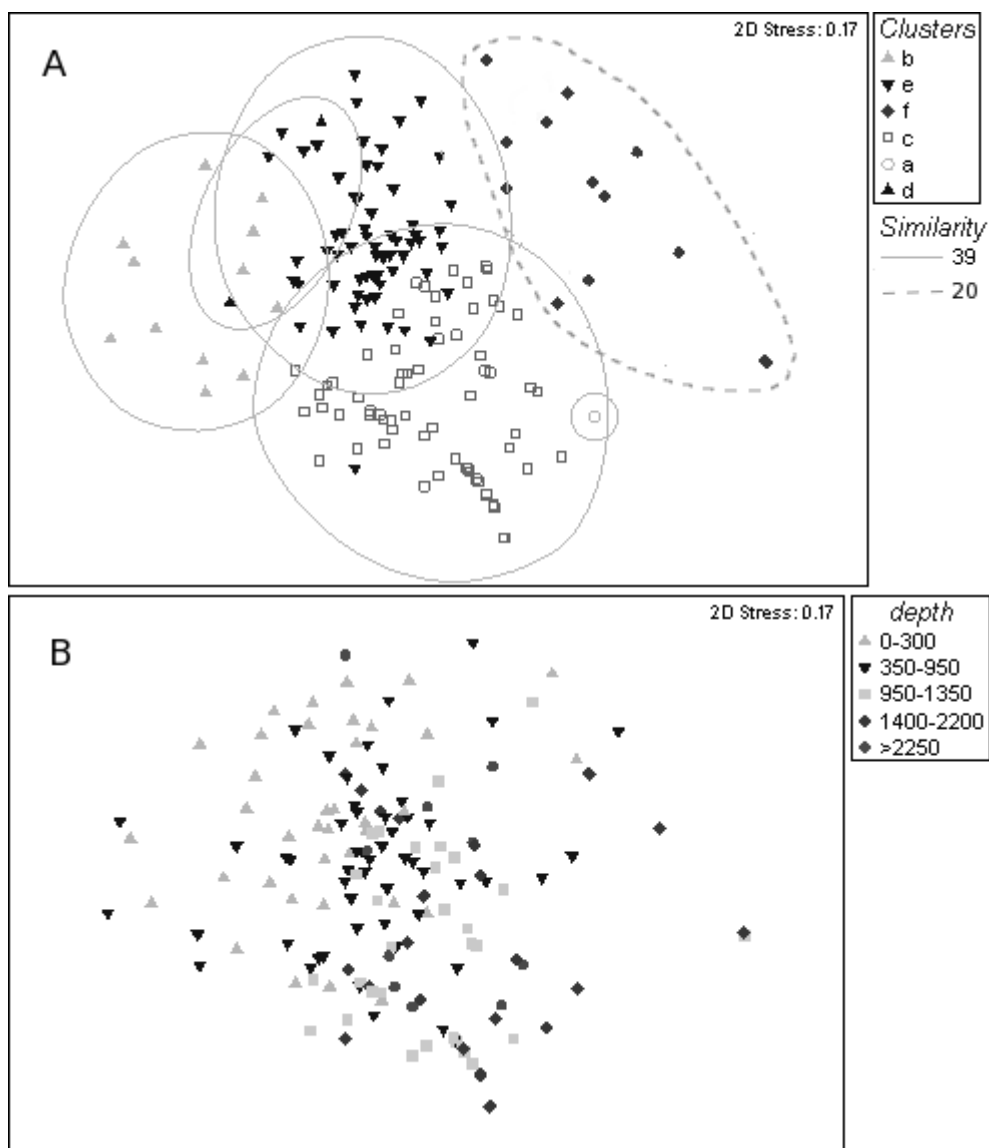 A
2D Stress: 0.17
Clusters
b
e
f
c
a
d
Similarity
39
20
B
2D Stress: 0.17
depth
0-300
350-950
950-1350
1400-2200
>2250